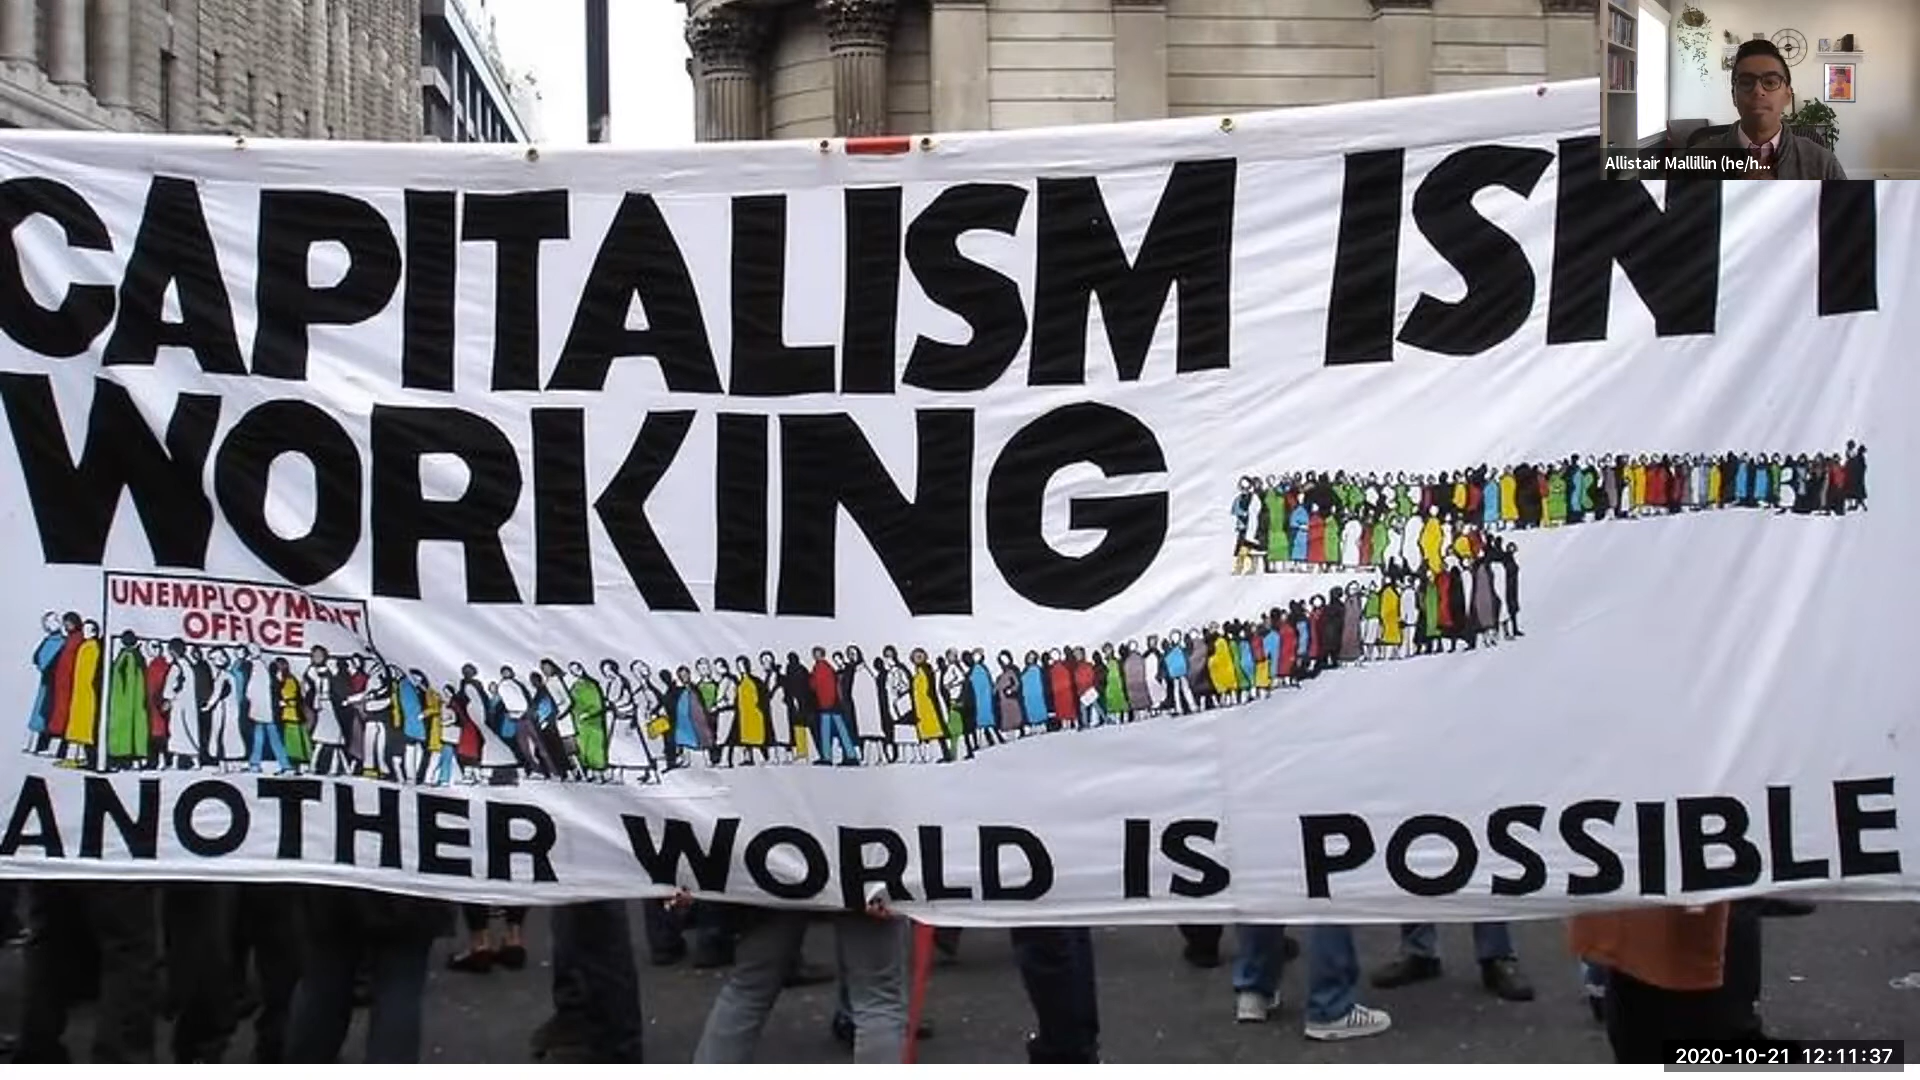 CAPITALISM ISN'T
WORKING
UNEMPLOYMENT
OFFICE
ANOTHER WORLD IS POSSIBLE
Allistair Mallillin (he/h...
2020-10-21 12:11:37